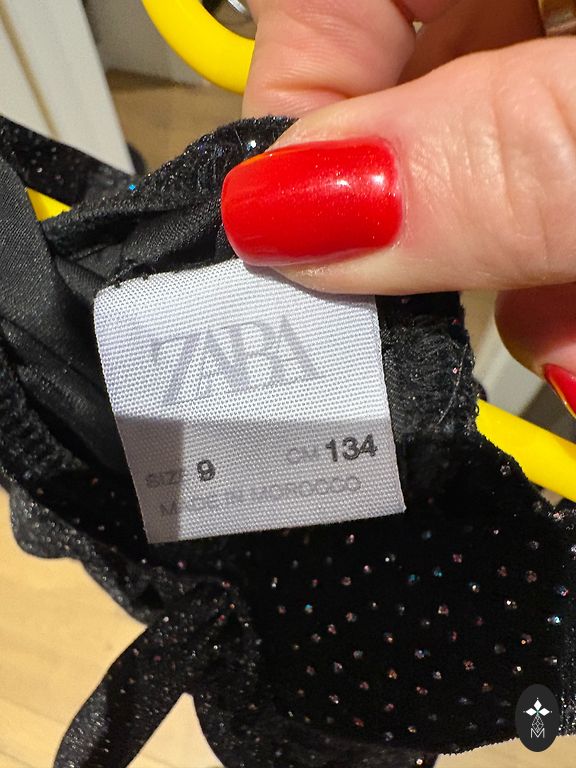 ZARA
SIZE 9 CM 134
MADE IN MOROCCO
M